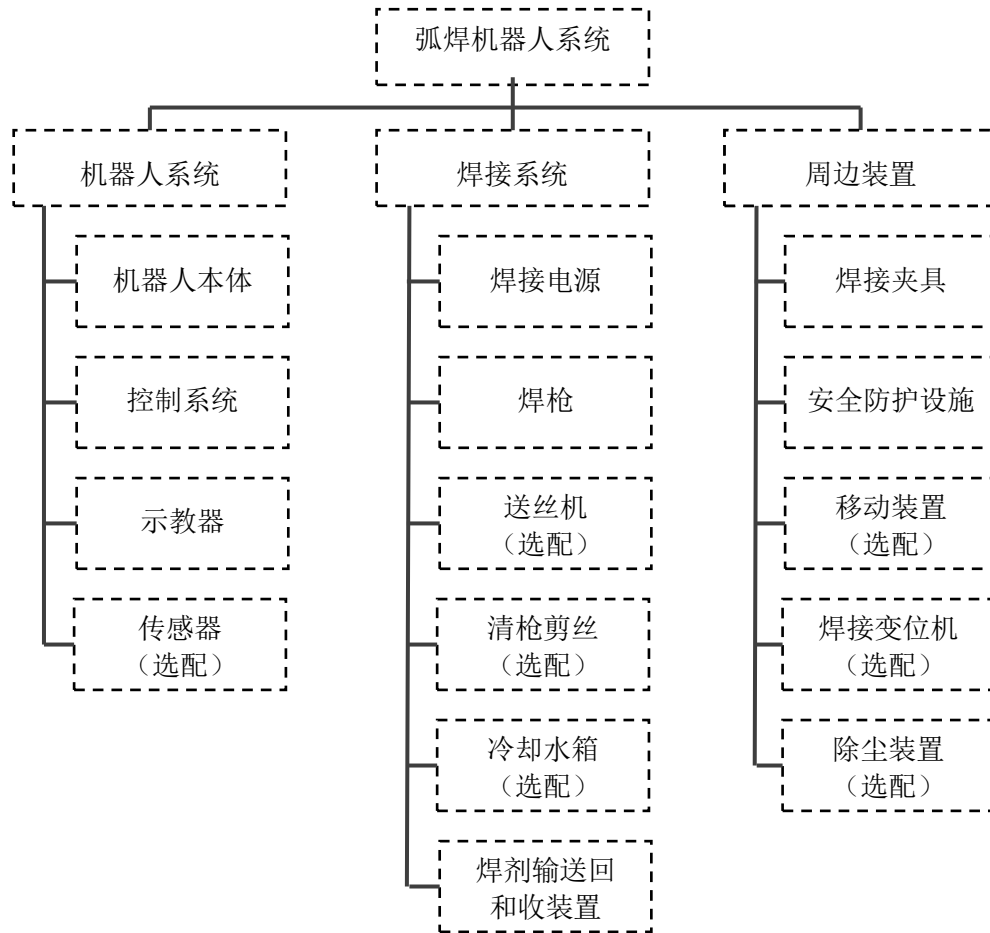 弧焊机器人系统
机器人系统
焊接系统
周边装置
机器人本体
控制系统
示教器
传感器
（选配）
焊接电源
焊枪
送丝机
（选配）
清枪剪丝
（选配）
冷却水箱
（选配）
焊剂输送回
和收装置
焊接夹具
安全防护设施
移动装置
（选配）
焊接变位机
（选配）
除尘装置
（选配）